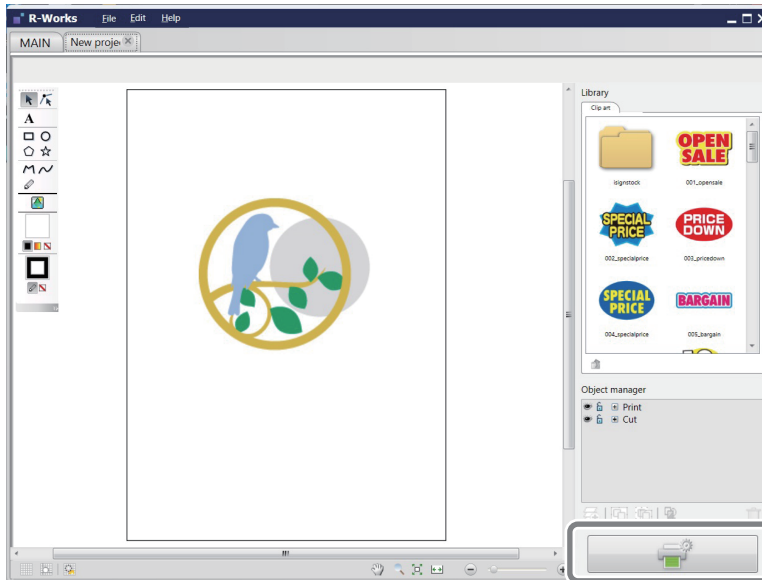 R-Works File Edit Help
MAIN New proje
A
Library
Clip art
OPEN SALE
isignstock 001_opensale
SPECIAL PRICE PRICE DOWN
002_specialprice 003_pricedown
SPECIAL PRICE BARGAIN
004_specialprice 005_bargain
Object manager
Print
Cut